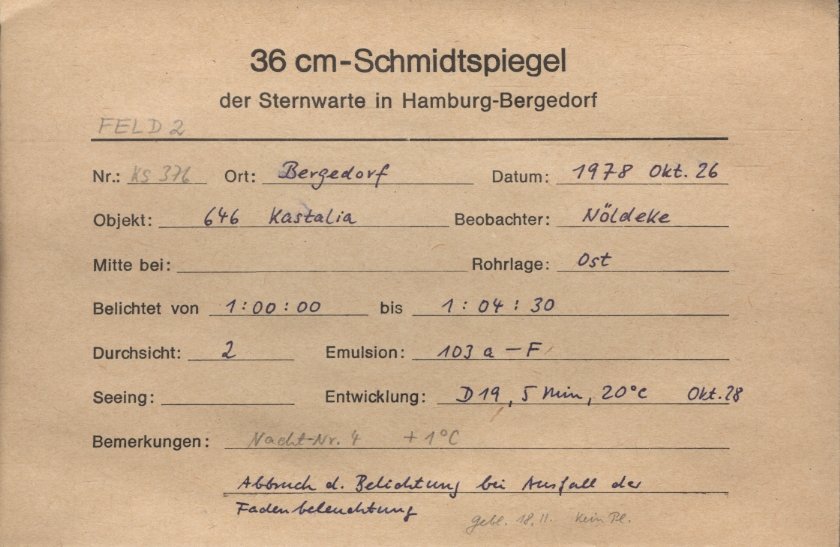 36 cm-Schmidtspiegel
der Sternwarte in Hamburg-Bergedorf
FELD 2
Nr.: KS 376 Ort: Bergedorf Datum: 1978 Okt. 26
Objekt: 646 Kastalia Beobachter: Nöldeke
Mitte bei: Rohrlage: Ost
Belichtet von 1:00:00 bis 1:04:30
Durchsicht: 2 Emulsion: 103 a-F
Seeing: Entwicklung: D19, 5 Min, 20°C Okt. 28
Bemerkungen: Nacht-Nr. 4 +1°C
Abbruch d. Belichtung bei Ausfall der
Fadenbeleuchtung
gebl. 18.11. Kein Pl.